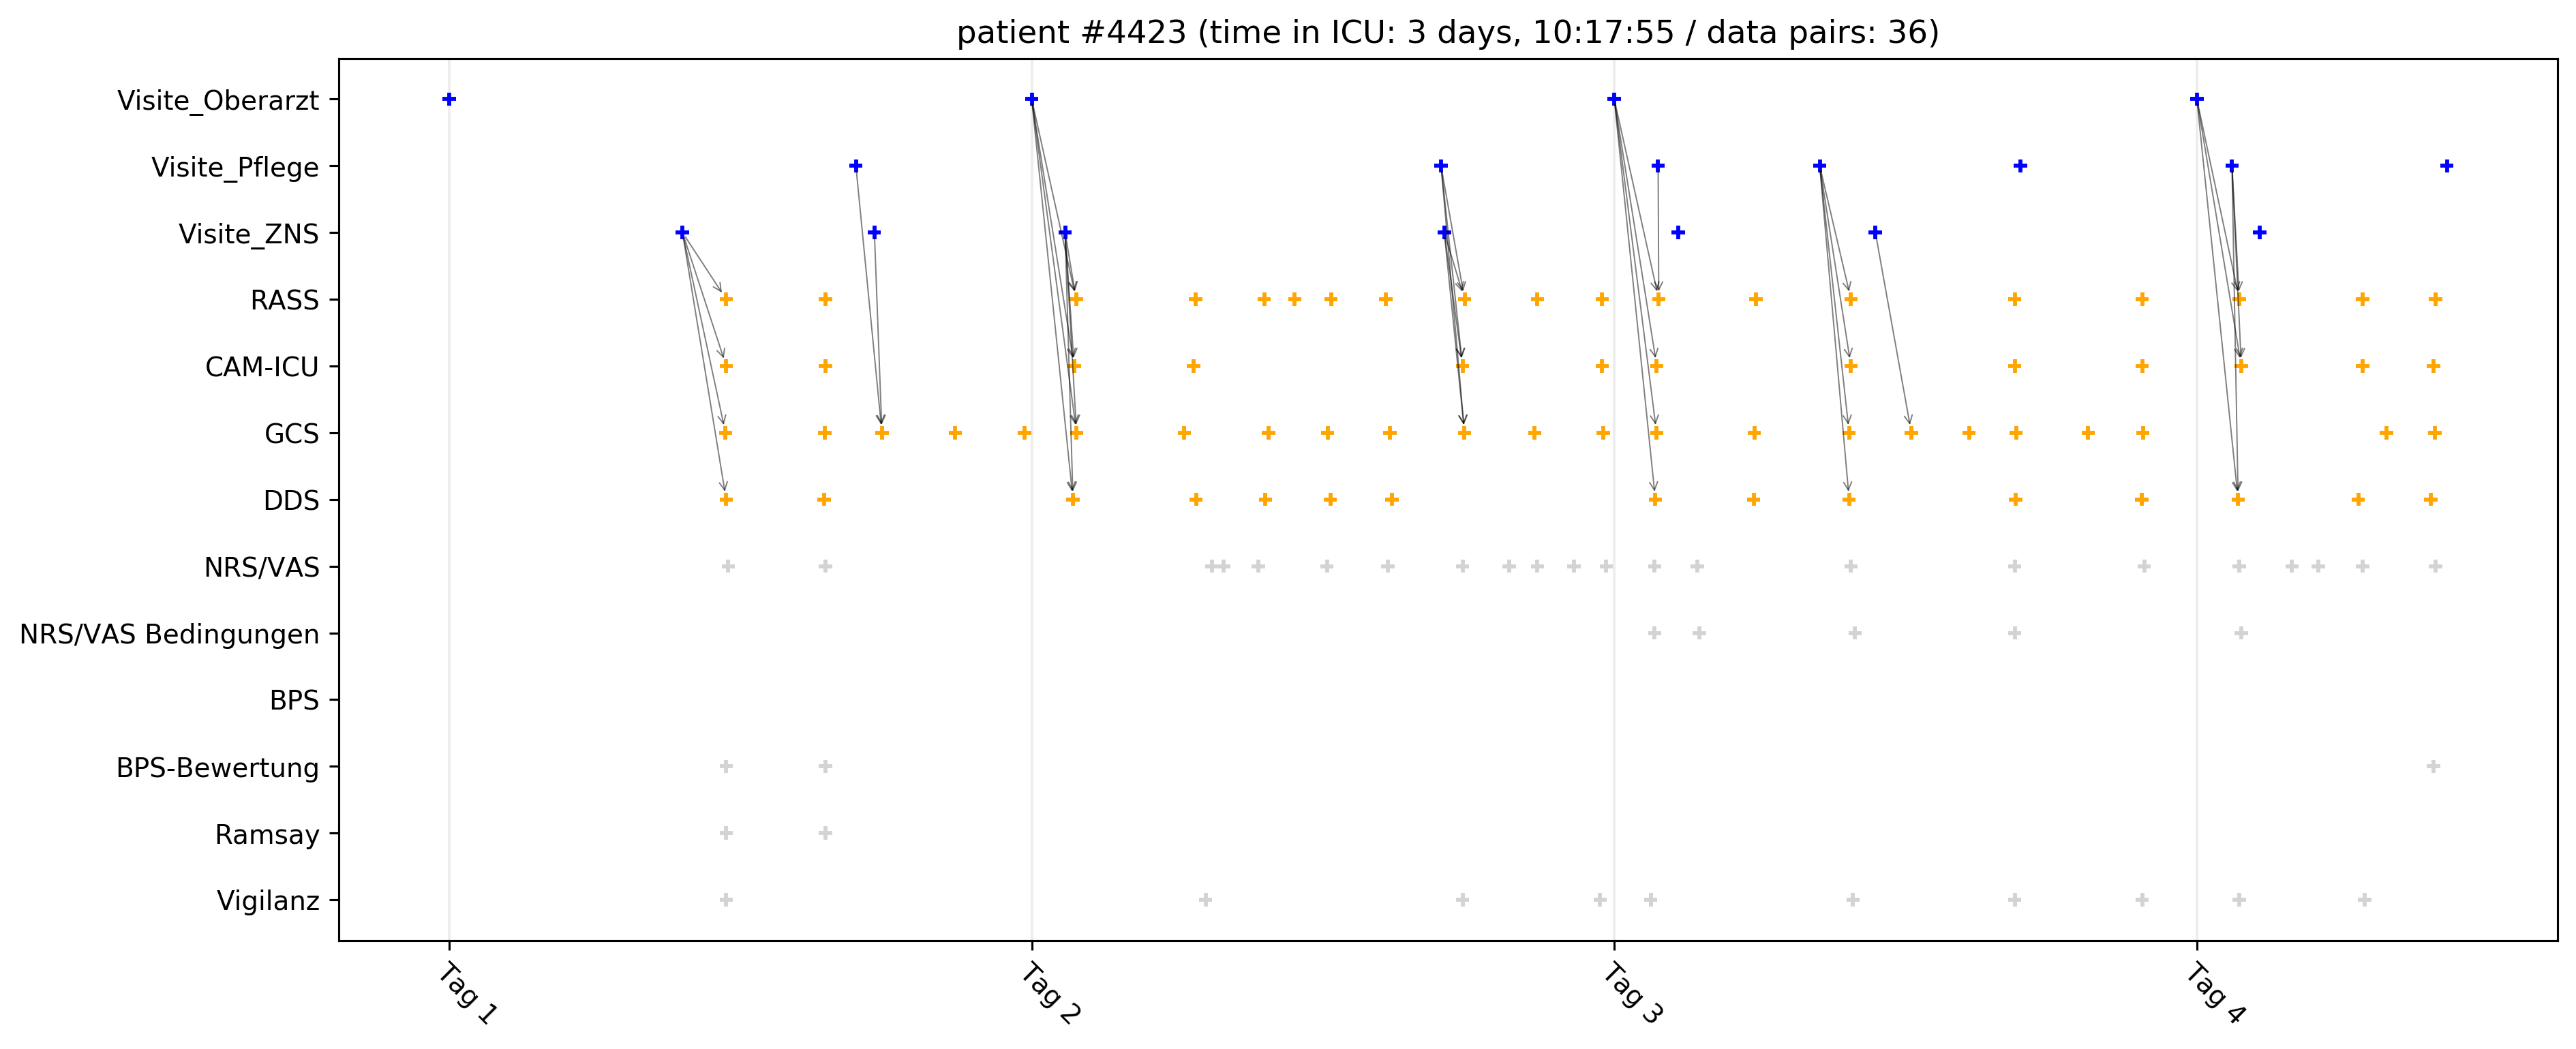 patient #4423 (time in ICU: 3 days, 10:17:55 / data pairs: 36)
Visite_Oberarzt
Visite_Pflege
Visite_ZNS
RASS
CAM-ICU
GCS
DDS
NRS/VAS
NRS/VAS Bedingungen
BPS
BPS-Bewertung
Ramsay
Vigilanz
Tag 1
Tag 2
Tag 3
Tag 4